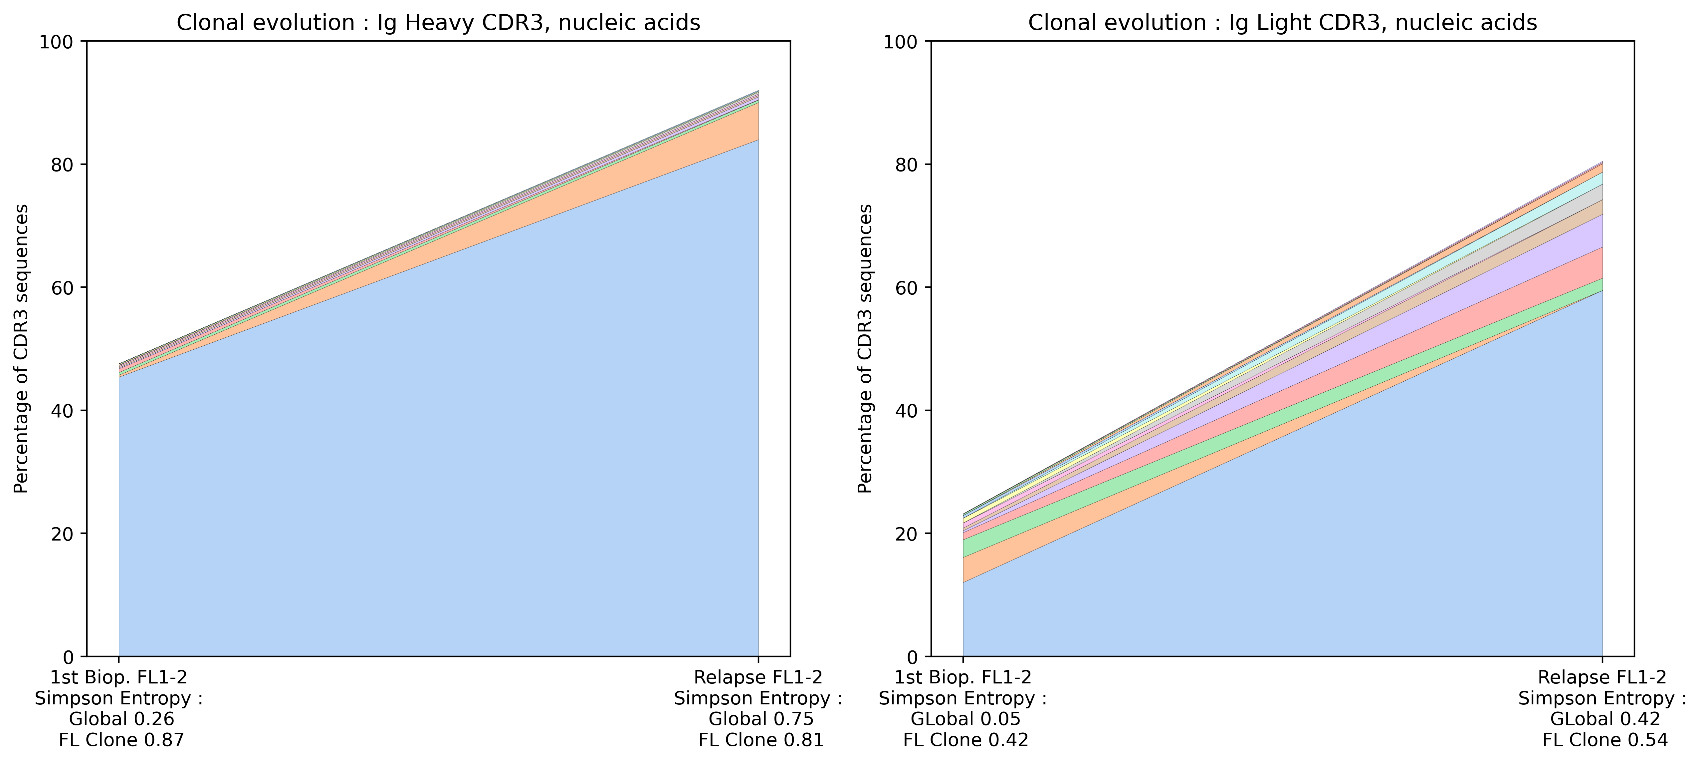 Clonal evolution : Ig Heavy CDR3, nucleic acids
100
80
60
40
20
0
Percentage of CDR3 sequences
1st Biop. FL1-2
Simpson Entropy :
Global 0.26
FL Clone 0.87
Relapse FL1-2
Simpson Entropy :
Global 0.75
FL Clone 0.81
Clonal evolution : Ig Light CDR3, nucleic acids
100
80
60
40
20
0
Percentage of CDR3 sequences
1st Biop. FL1-2
Simpson Entropy :
GLobal 0.05
FL Clone 0.42
Relapse FL1-2
Simpson Entropy :
GLobal 0.42
FL Clone 0.54